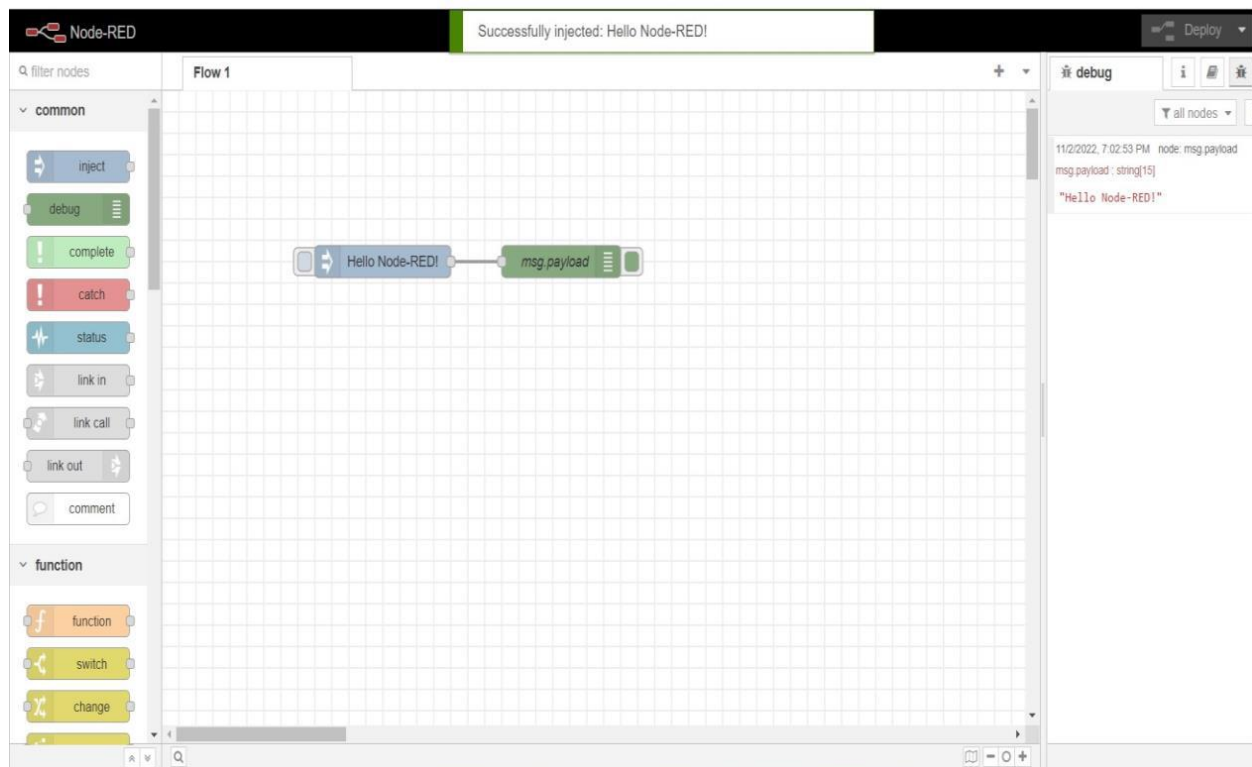 Node-RED
Successfully injected: Hello Node-RED!
Deploy
filter nodes
Flow 1
debug
i
all nodes
common
inject
debug
complete
catch
status
link in
link call
link out
comment
function
function
switch
change
Hello Node-RED!
msg.payload
11/2/2022, 7:02:53 PM node: msg.payload
msg.payload : string[15]
"Hello Node-RED!"